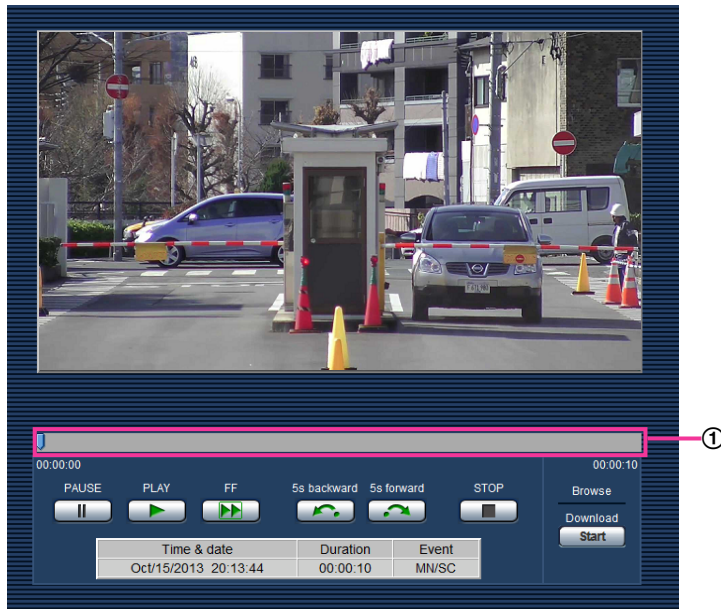 ①
00:00:00 00:00:10
PAUSE PLAY FF 5s backward 5s forward STOP Browse
Download
Start
Time & date Duration Event
Oct/15/2013 20:13:44 00:00:10 MN/SC